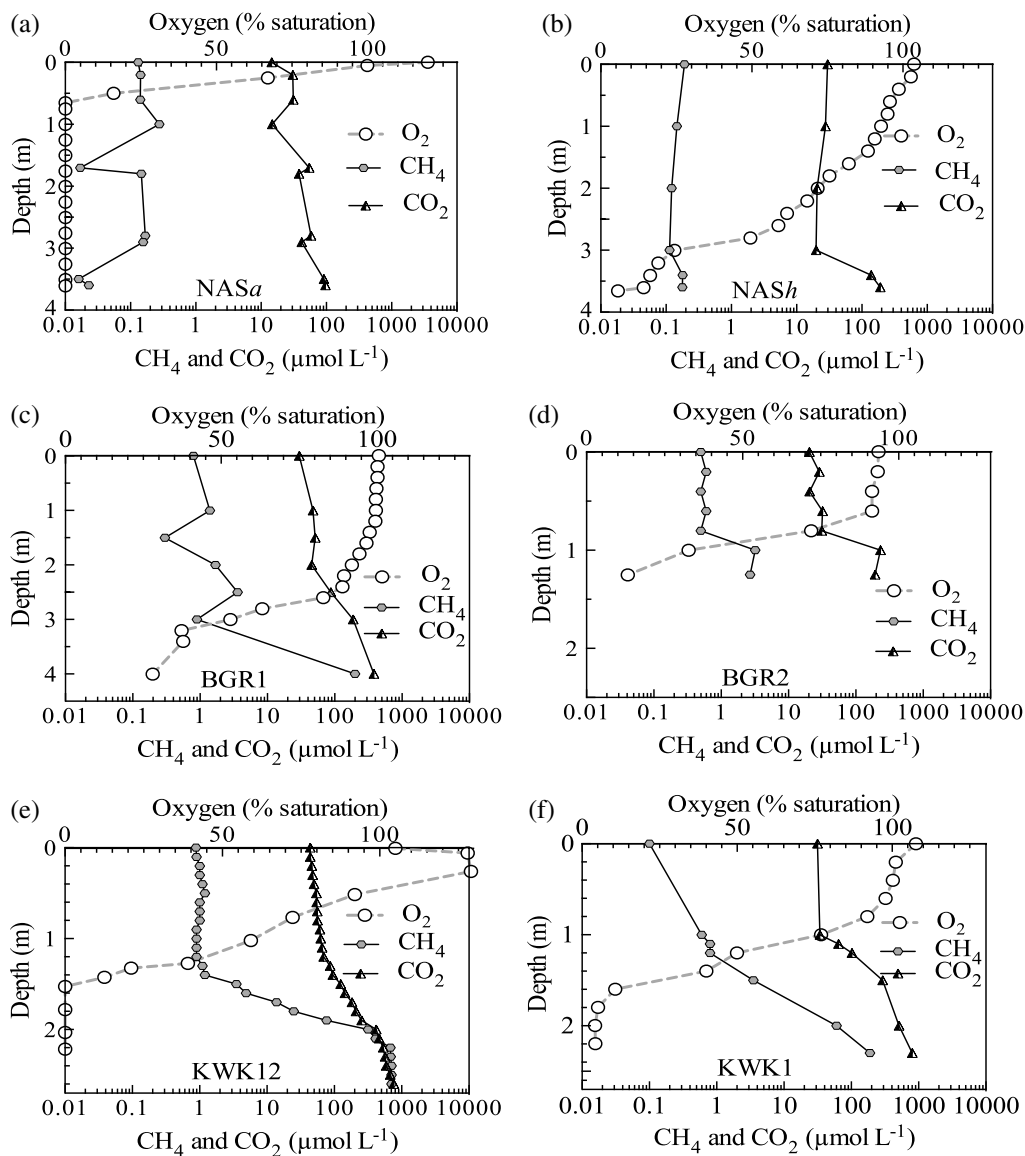 (a)
Oxygen (% saturation)
0 50 100
Depth (m)
0
1
2
3
4
O2
CH4
CO2
NASa
0.01 0.1 1 10 100 1000 10000
CH4 and CO2 (µmol L-1)
(b)
Oxygen (% saturation)
0 50 100
Depth (m)
0
1
2
3
4
O2
CH4
CO2
NASh
0.01 0.1 1 10 100 1000 10000
CH4 and CO2 (µmol L-1)
(c)
Oxygen (% saturation)
0 50 100
Depth (m)
0
1
2
3
4
O2
CH4
CO2
BGR1
0.01 0.1 1 10 100 1000 10000
CH4 and CO2 (µmol L-1)
(d)
Oxygen (% saturation)
0 50 100
Depth (m)
0
1
2
O2
CH4
CO2
BGR2
0.01 0.1 1 10 100 1000 10000
CH4 and CO2 (µmol L-1)
(e)
Oxygen (% saturation)
0 50 100
Depth (m)
0
1
2
O2
CH4
CO2
KWK12
0.01 0.1 1 10 100 1000 10000
CH4 and CO2 (µmol L-1)
(f)
Oxygen (% saturation)
0 50 100
Depth (m)
0
1
2
O2
CH4
CO2
KWK1
0.01 0.1 1 10 100 1000 10000
CH4 and CO2 (µmol L-1)